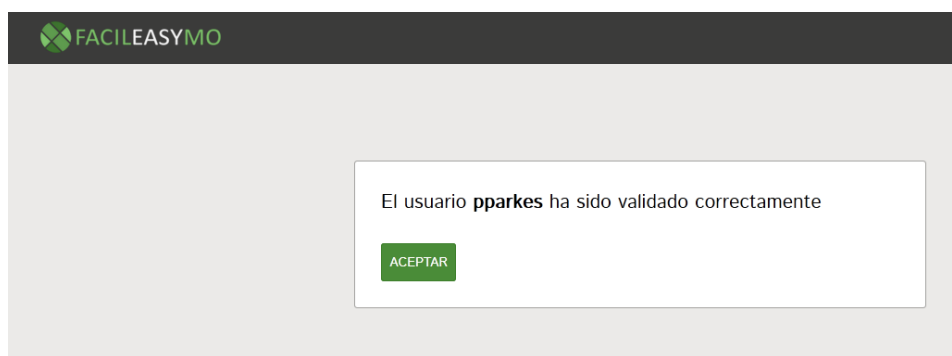 FACILEASYMO
El usuario pparkes ha sido validado correctamente
ACEPTAR